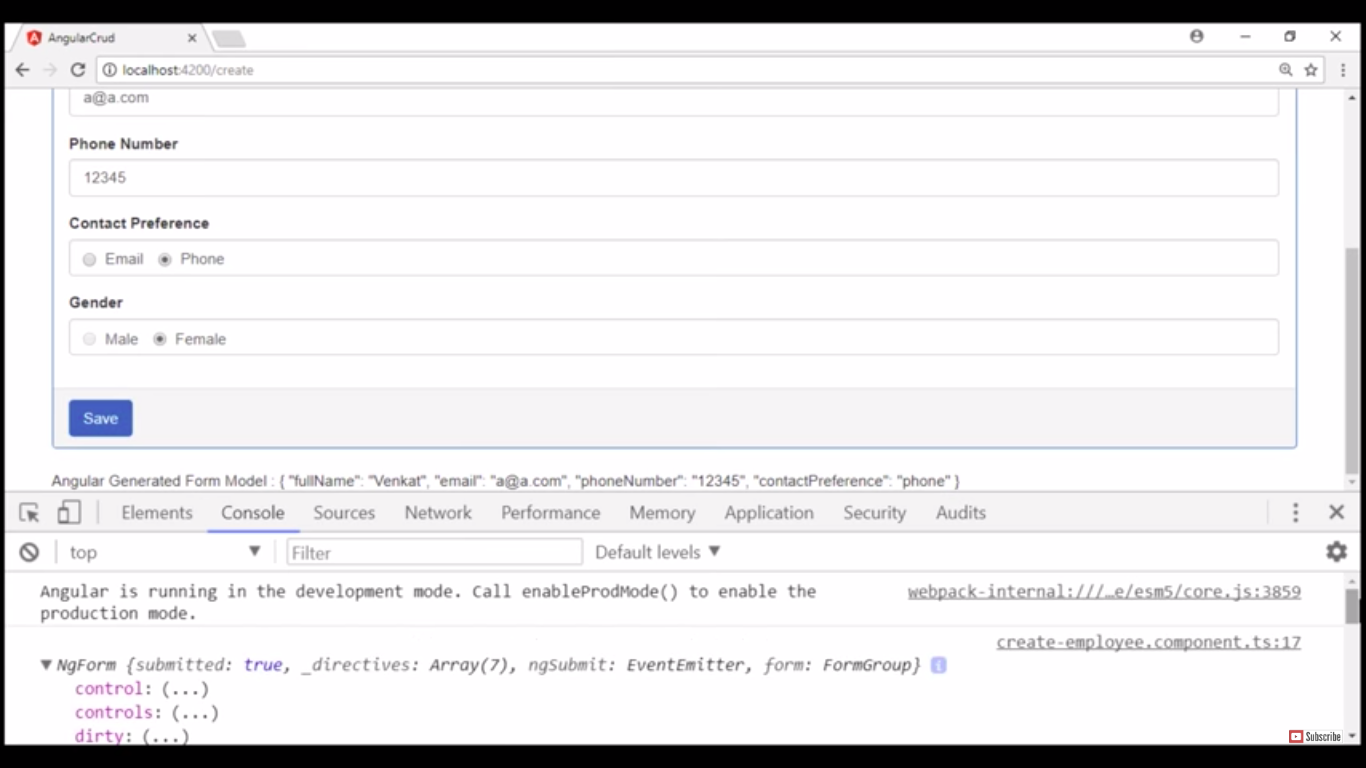 AngularCrud
localhost:4200/create
a@a.com
Phone Number
12345
Contact Preference
Email Phone
Gender
Male Female
Save
Angular Generated Form Model : { "fullName": "Venkat", "email": "a@a.com", "phoneNumber": "12345", "contactPreference": "phone" }
Elements Console Sources Network Performance Memory Application Security Audits
top Filter Default levels
Angular is running in the development mode. Call enableProdMode() to enable the webpack-internal:///…e/esm5/core.js:3859
production mode.
create-employee.component.ts:17
NgForm {submitted: true, _directives: Array(7), ngSubmit: EventEmitter, form: FormGroup} i
control: (...)
controls: (...)
dirty: (...)
Subscribe